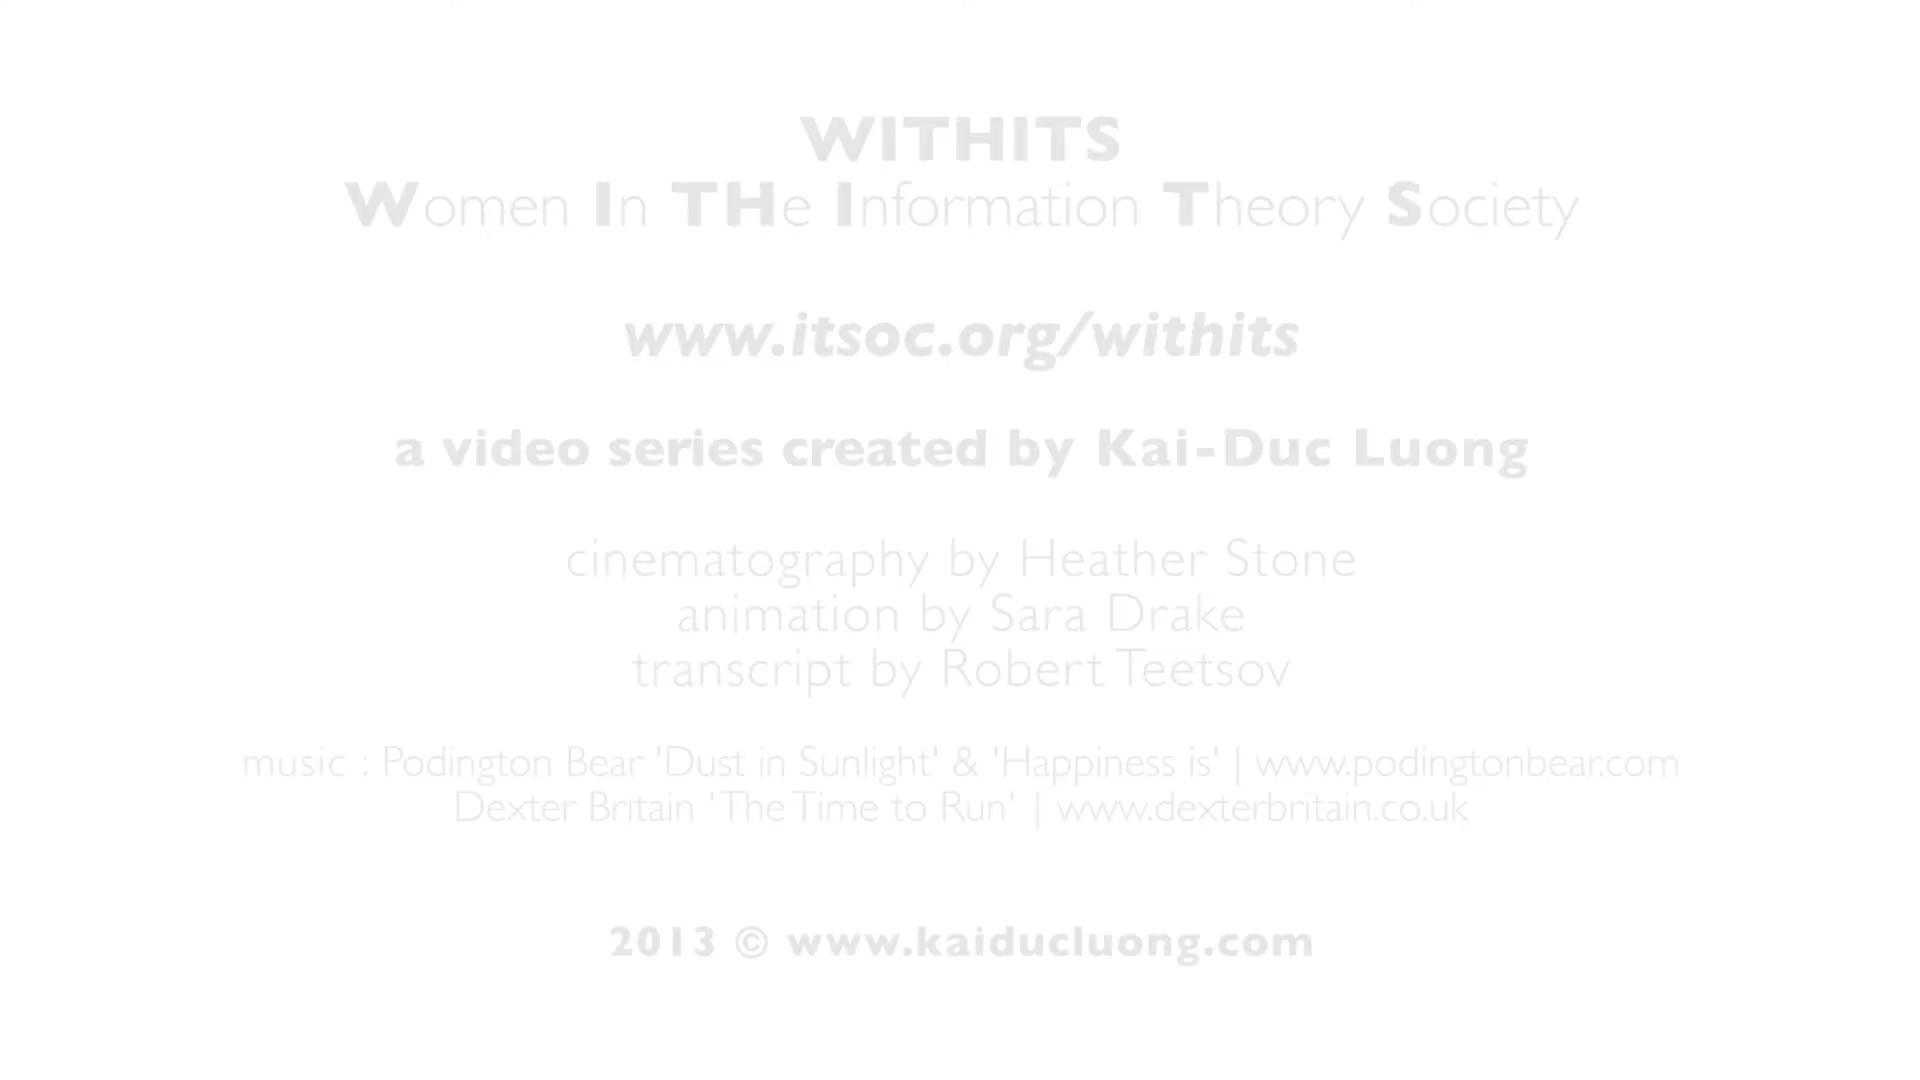 WITHITS
Women In THe Information Theory Society
www.itsoc.org/withits
a video series created by Kai-Duc Luong
cinematography by Heather Stone
animation by Sara Drake
transcript by Robert Teetsov
music : Podington Bear 'Dust in Sunlight' & 'Happiness is' | www.podingtonbear.com
Dexter Britain 'The Time to Run' | www.dexterbritain.co.uk
2013 © www.kaiducluong.com